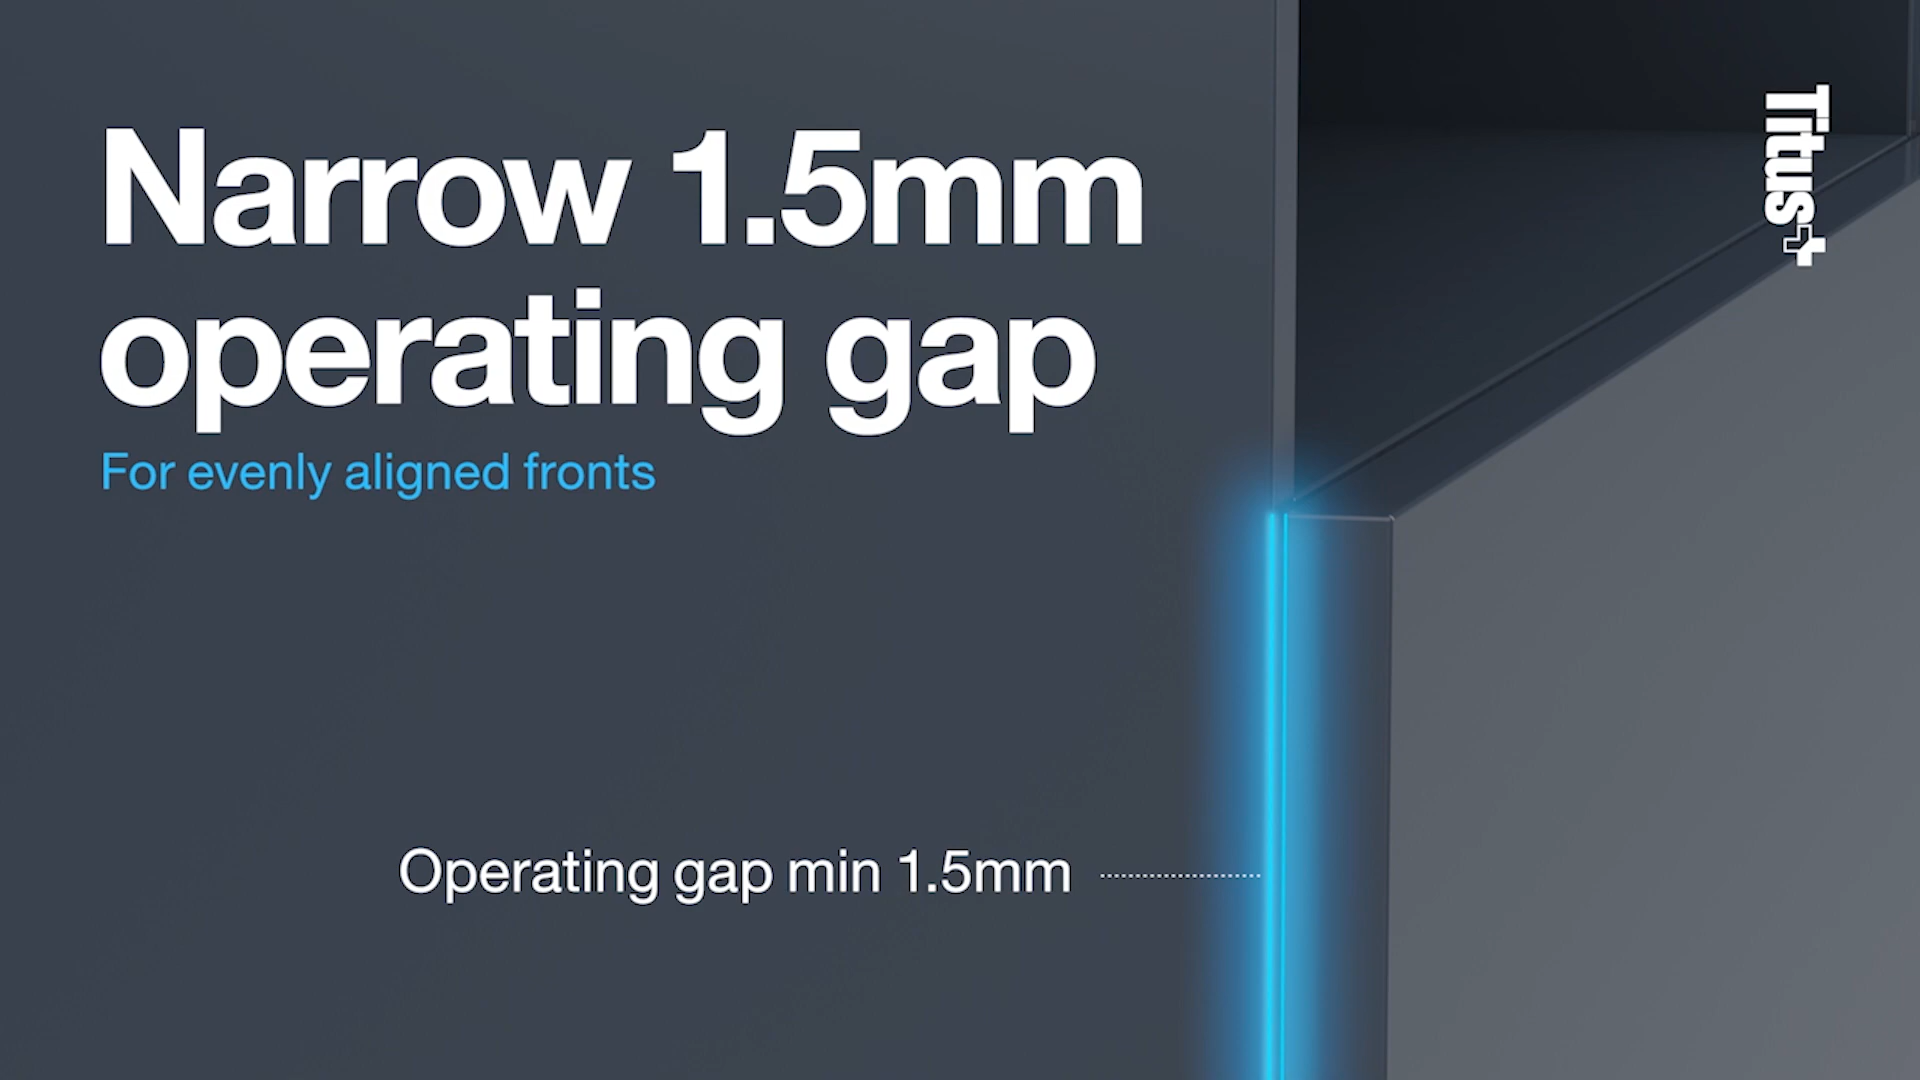 Narrow 1.5mm
operating gap
For evenly aligned fronts
Operating gap min 1.5mm
Titus+